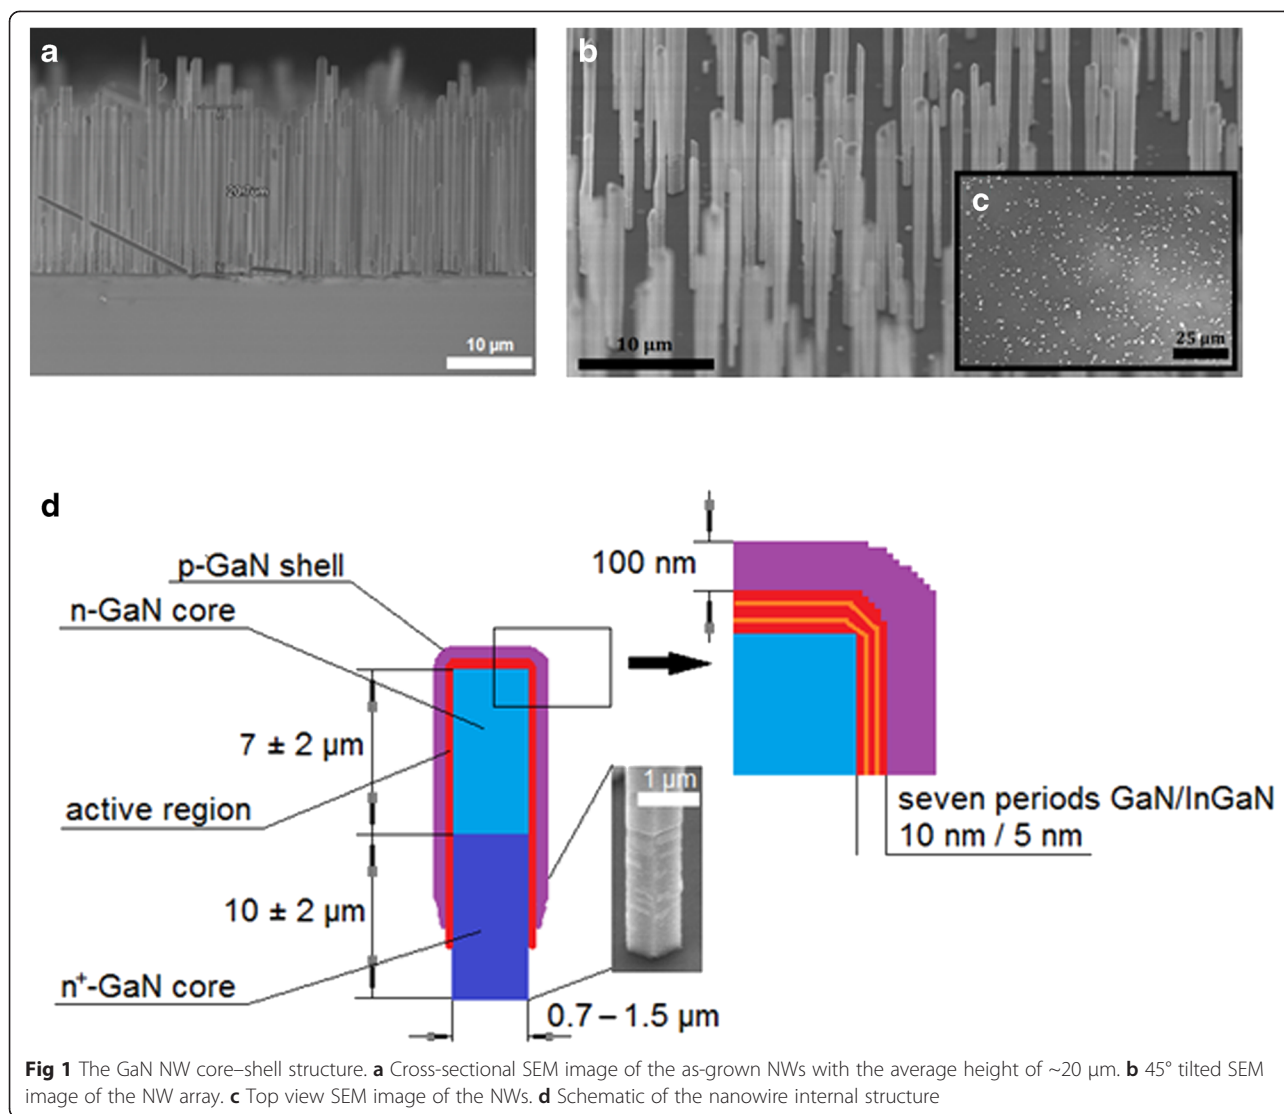 a
b
c
10 µm
10 µm
25 µm
d
p-GaN shell
n-GaN core
100 nm
7 ± 2 µm
1 µm
active region
seven periods GaN/InGaN
10 nm / 5 nm
10 ± 2 µm
n⁺-GaN core
0.7 – 1.5 µm
Fig 1 The GaN NW core–shell structure. a Cross-sectional SEM image of the as-grown NWs with the average height of ~20 µm. b 45° tilted SEM
image of the NW array. c Top view SEM image of the NWs. d Schematic of the nanowire internal structure